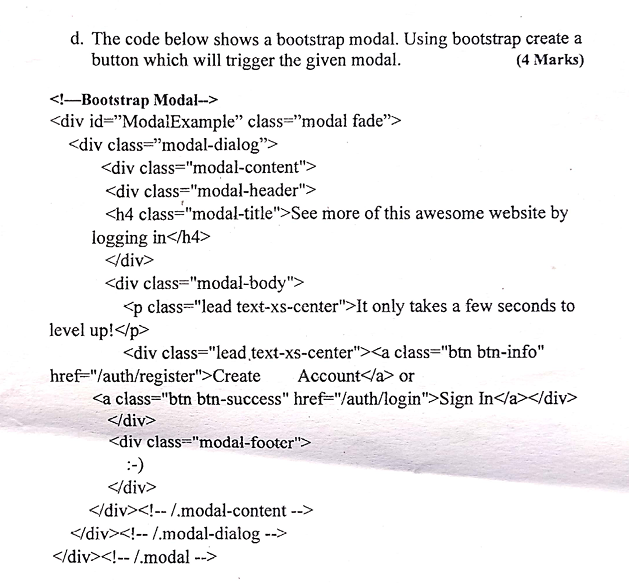 d. The code below shows a bootstrap modal. Using bootstrap create a
button which will trigger the given modal. (4 Marks)
<!—Bootstrap Modal-->
<div id=”ModalExample” class=”modal fade”>
<div class=”modal-dialog”>
<div class="modal-content">
<div class="modal-header">
<h4 class="modal-title">See more of this awesome website by
logging in</h4>
</div>
<div class="modal-body">
<p class="lead text-xs-center">It only takes a few seconds to
level up!</p>
<div class="lead text-xs-center"><a class="btn btn-info"
href="/auth/register">Create Account</a> or
<a class="btn btn-success" href="/auth/login">Sign In</a></div>
</div>
<div class="modal-footer">
:-)
</div>
</div><!-- /.modal-content -->
</div><!-- /.modal-dialog -->
</div><!-- /.modal -->